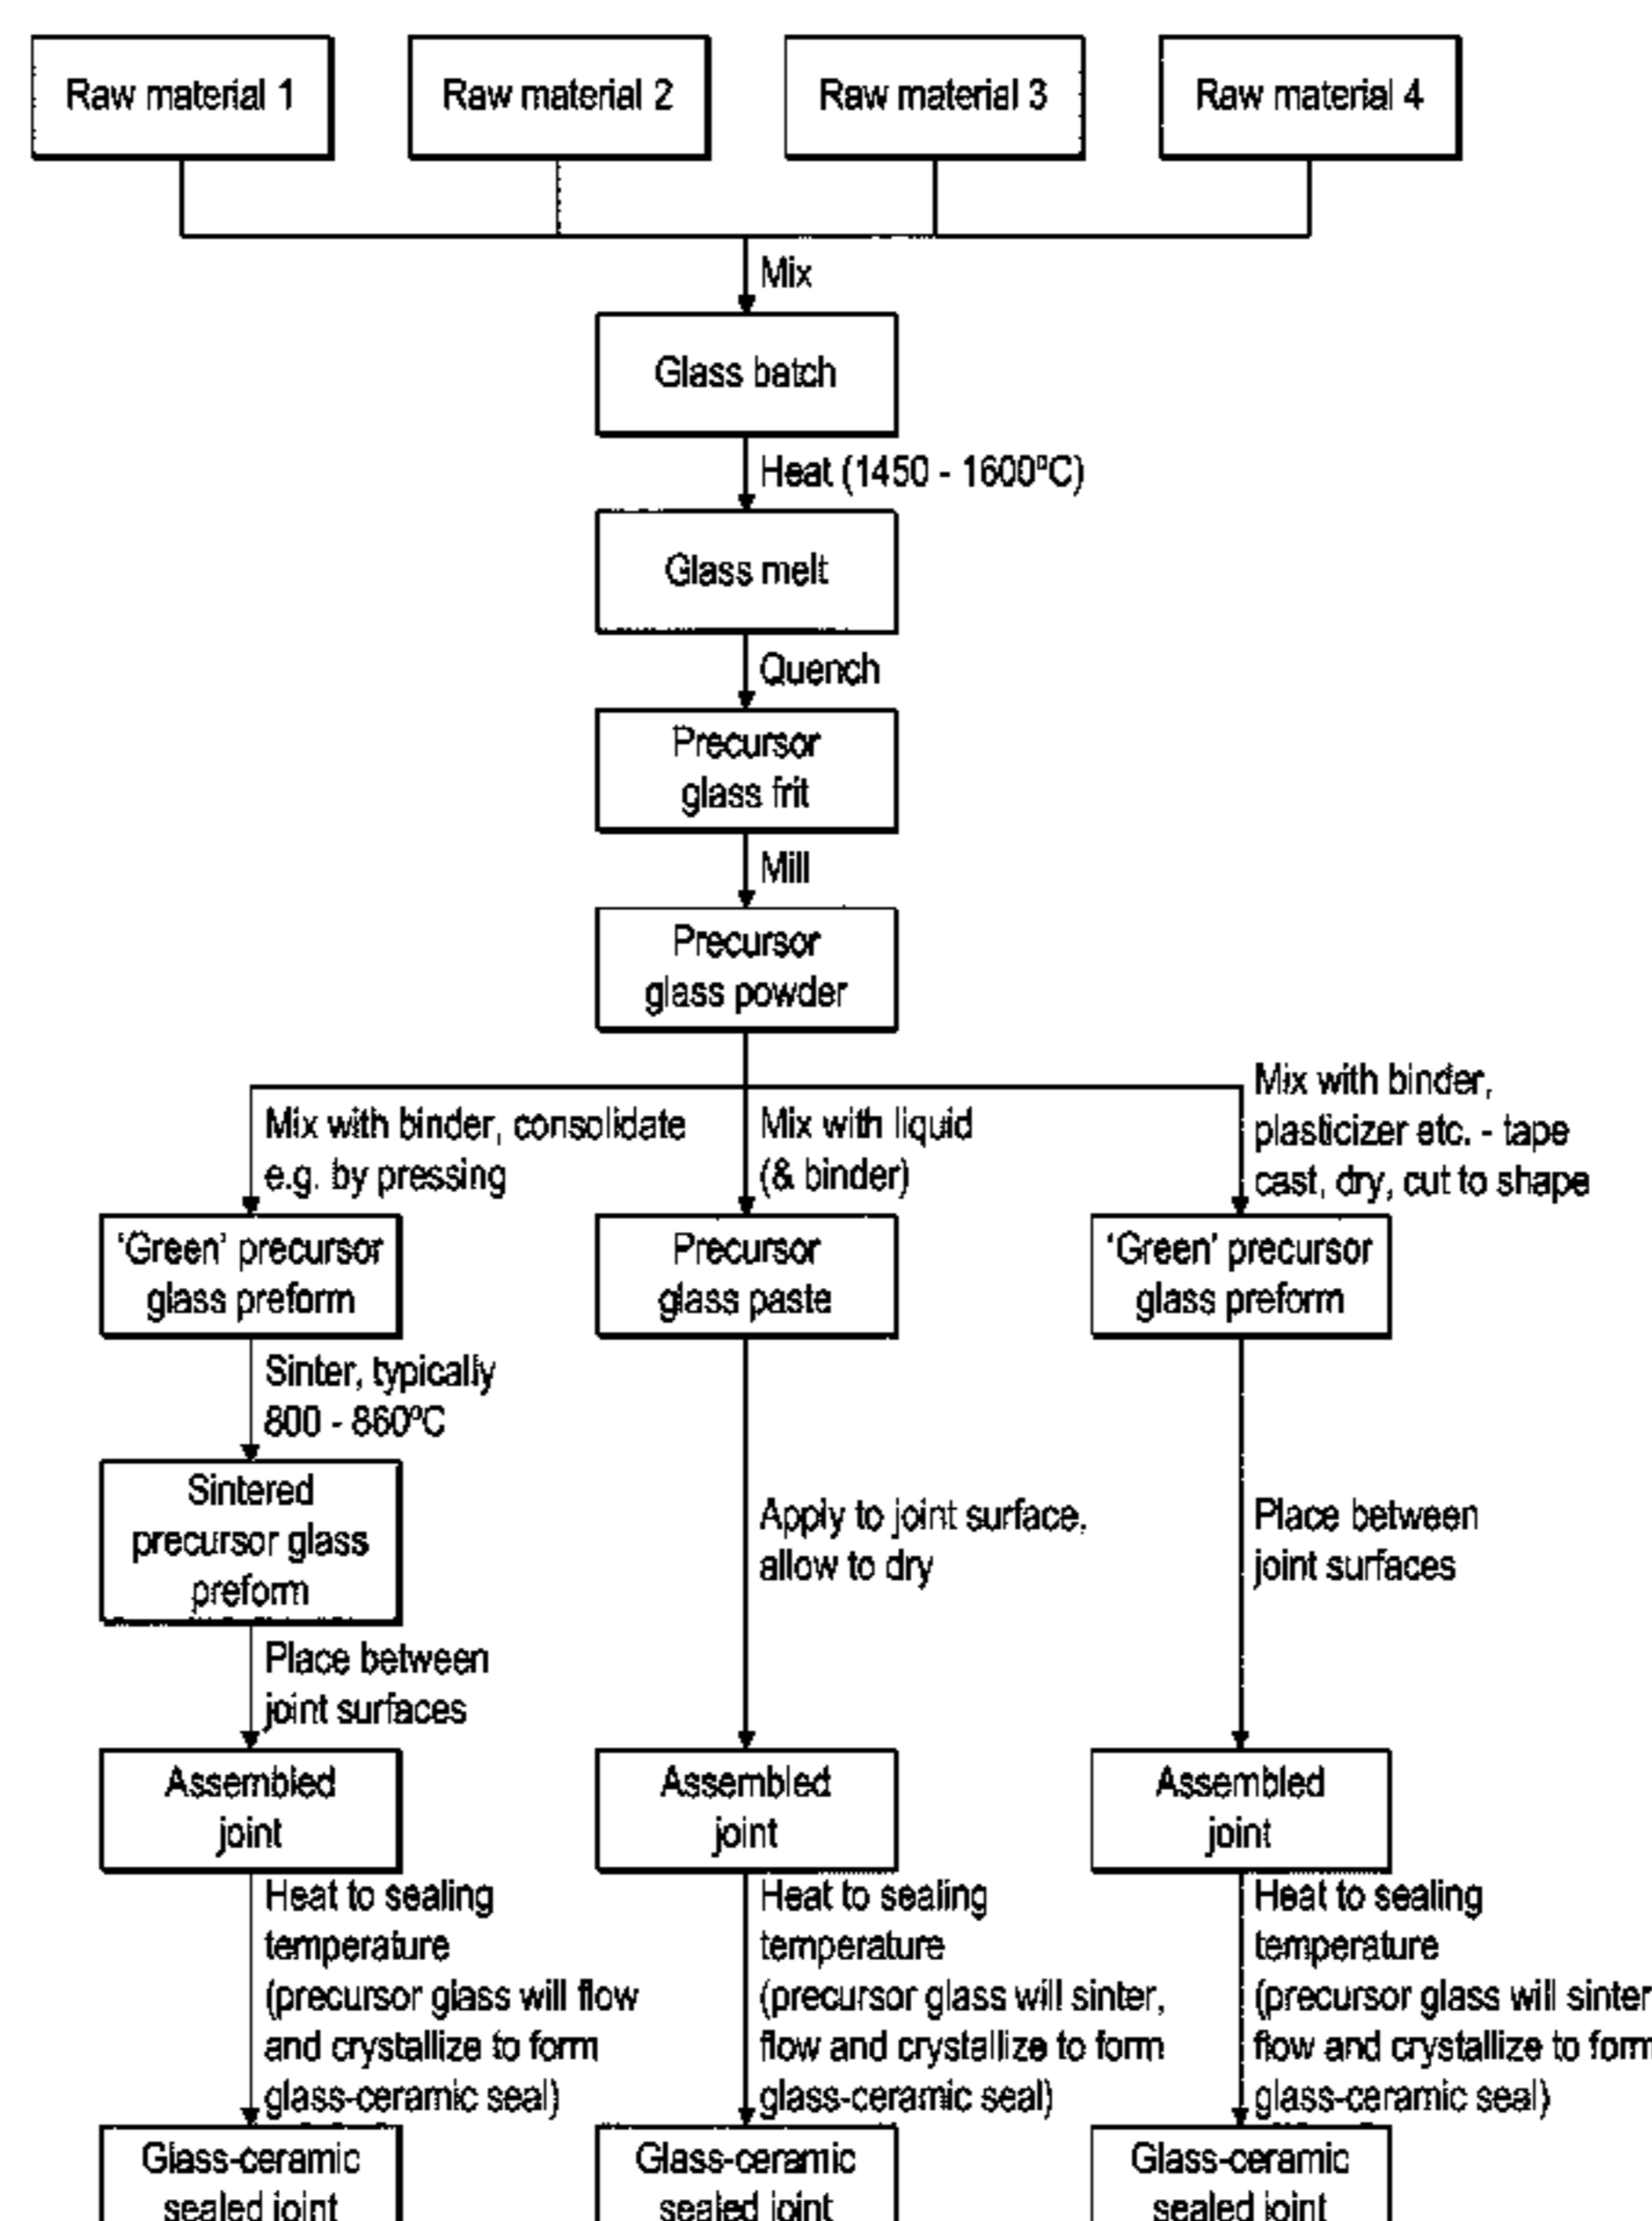 Raw material 1
Raw material 2
Raw material 3
Raw material 4
Mix
Glass batch
Heat (1450 - 1600ºC)
Glass melt
Quench
Precursor
glass frit
Mill
Precursor
glass powder
Mix with binder, consolidate
e.g. by pressing
Mix with liquid
(& binder)
Mix with binder,
plasticizer etc. - tape
cast, dry, cut to shape
'Green' precursor
glass preform
Precursor
glass paste
'Green' precursor
glass preform
Sinter, typically
800 - 860ºC
Sintered
precursor glass
preform
Apply to joint surface,
allow to dry
Place between
joint surfaces
Place between
joint surfaces
Assembled
joint
Assembled
joint
Assembled
joint
Heat to sealing
temperature
(precursor glass will flow
and crystallize to form
glass-ceramic seal)
Heat to sealing
temperature
(precursor glass will sinter,
flow and crystallize to form
glass-ceramic seal)
Heat to sealing
temperature
(precursor glass will sinter
flow and crystallize to form
glass-ceramic seal)
Glass-ceramic
sealed joint
Glass-ceramic
sealed joint
Glass-ceramic
sealed joint